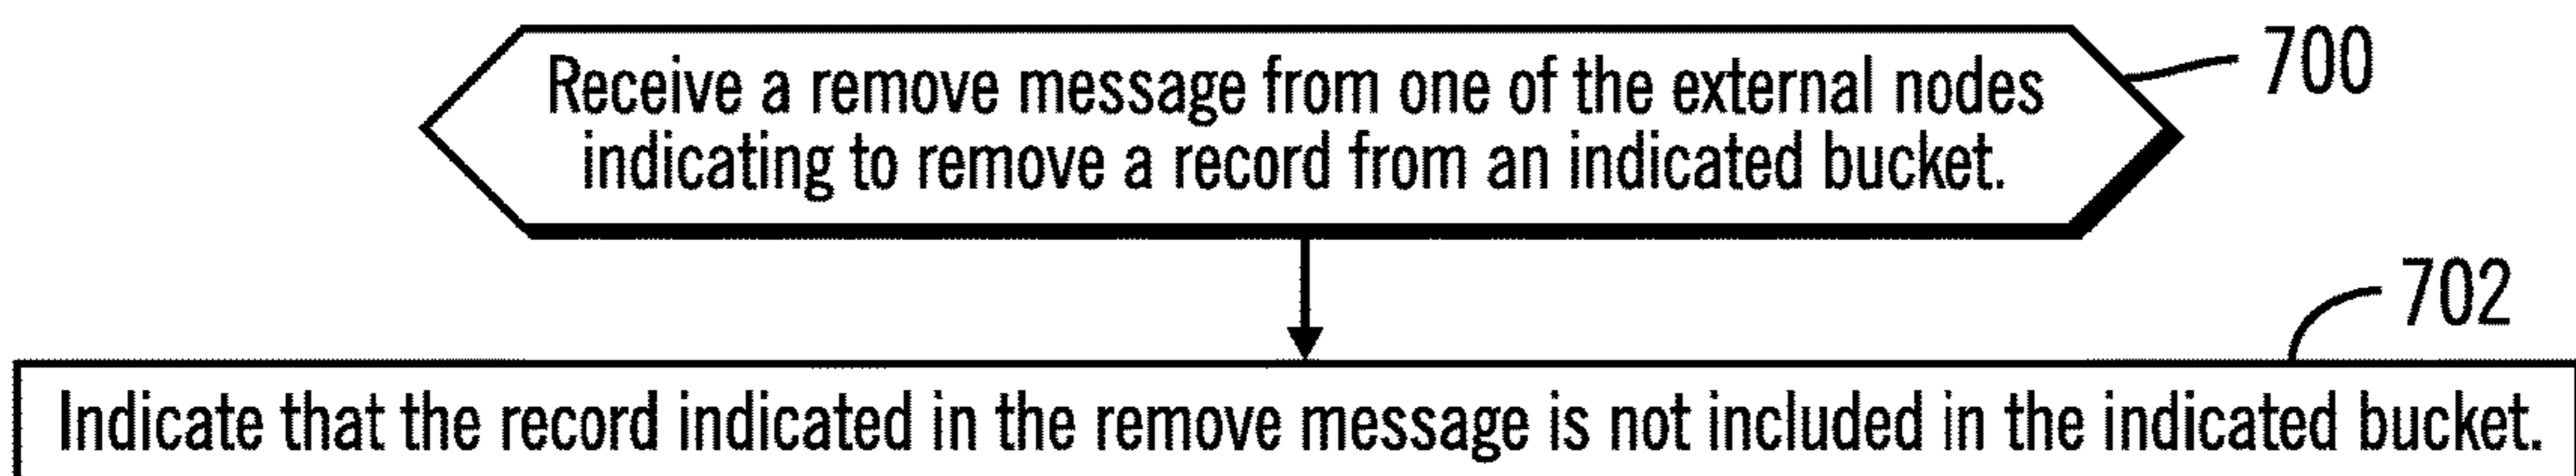 Receive a remove message from one of the external nodes
indicating to remove a record from an indicated bucket.
700
702
Indicate that the record indicated in the remove message is not included in the indicated bucket.